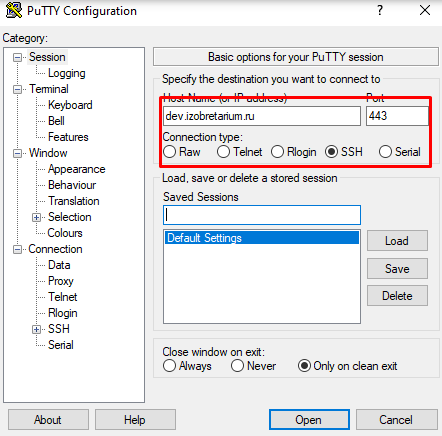 PuTTY Configuration
Category:
Session
Logging
Terminal
Keyboard
Bell
Features
Window
Appearance
Behaviour
Translation
Selection
Colours
Connection
Data
Proxy
Telnet
Rlogin
SSH
Serial
Basic options for your PuTTY session
Specify the destination you want to connect to
Host Name (or IP address) Port
dev.izobretarium.ru 443
Connection type:
Raw Telnet Rlogin SSH Serial
Load, save or delete a stored session
Saved Sessions
Default Settings
Load
Save
Delete
Close window on exit:
Always Never Only on clean exit
About Help Open Cancel